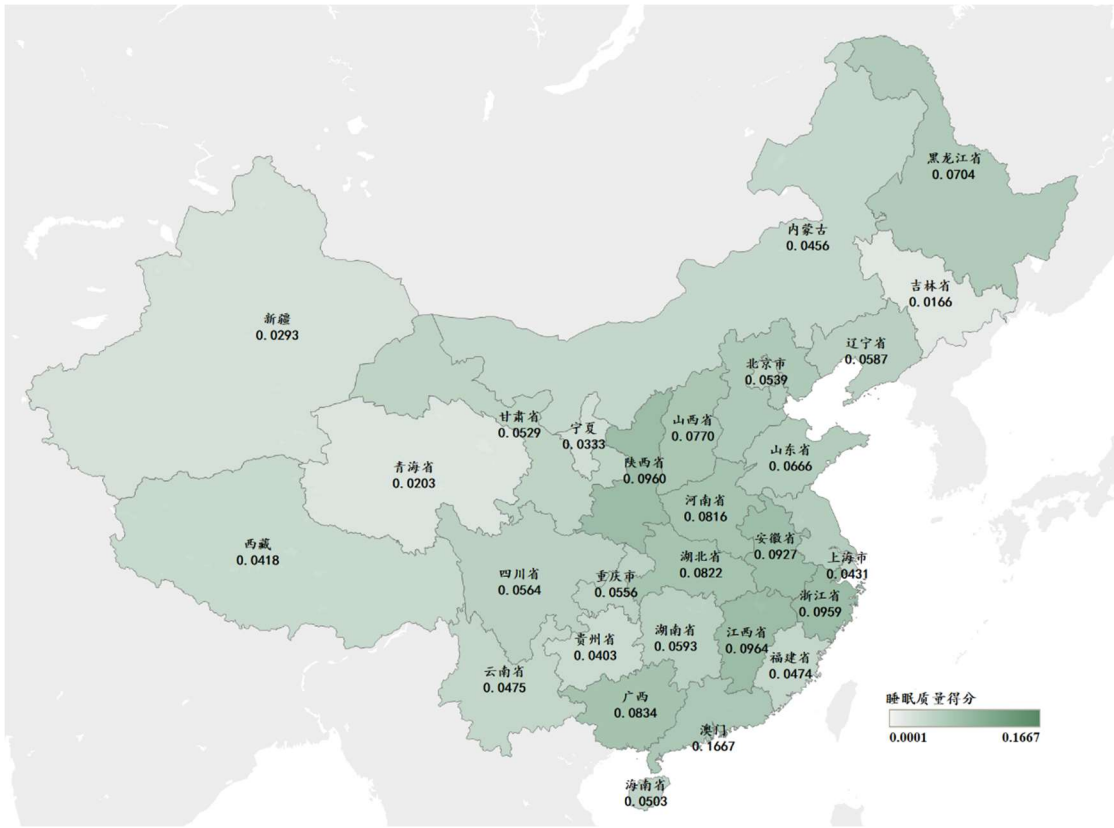 黑龙江省
0.0704
内蒙古
0.0456
吉林省
0.0166
新疆
0.0293
辽宁省
0.0587
北京市
0.0539
甘肃省
0.0529
宁夏
0.0333
山西省
0.0770
山东省
0.0666
青海省
0.0203
陕西省
0.0960
河南省
0.0816
安徽省
0.0927
西藏
0.0418
上海市
0.0431
湖北省
0.0822
四川省
0.0564
重庆市
0.0556
浙江省
0.0959
贵州省
0.0403
湖南省
0.0593
江西省
0.0964
福建省
0.0474
云南省
0.0475
广西
0.0834
澳门
0.1667
海南省
0.0503
睡眠质量得分
0.0001 0.1667